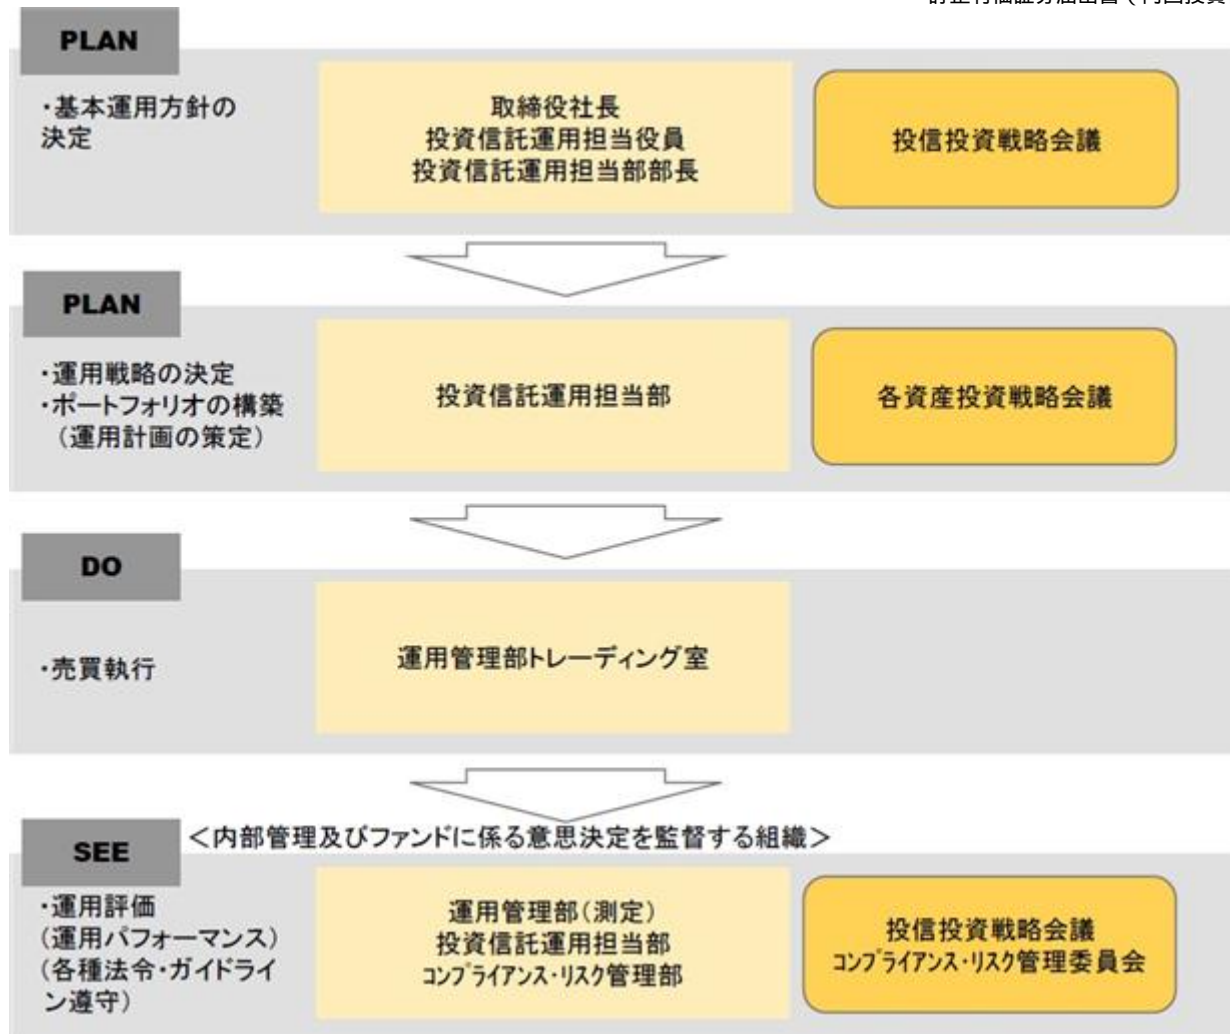 PLAN
・基本運用方針の
決定
取締役社長
投資信託運用担当役員
投資信託運用担当部部長
投信投資戦略会議
PLAN
・運用戦略の決定
・ポートフォリオの構築
（運用計画の策定）
投資信託運用担当部
各資産投資戦略会議
DO
・売買執行
運用管理部トレーディング室
＜内部管理及びファンドに係る意思決定を監督する組織＞
SEE
・運用評価
(運用パフォーマンス)
(各種法令・ガイドライ
ン遵守)
運用管理部(測定)
投資信託運用担当部
ｺﾝﾌﾟﾗｲｱﾝｽ・ﾘｽｸ管理部
投信投資戦略会議
ｺﾝﾌﾟﾗｲｱﾝｽ・ﾘｽｸ管理委員会